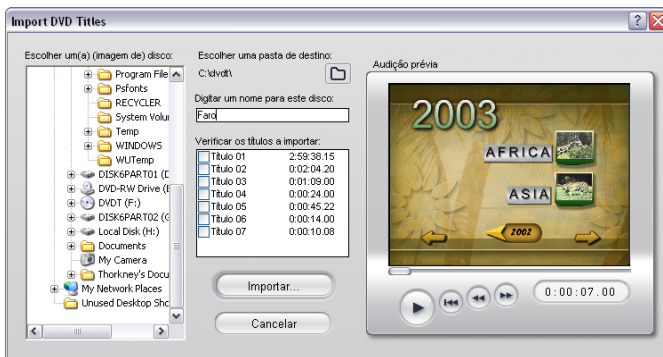 Import DVD Titles
Escolher um(a) (imagem de) disco:
Program File
Psfonts
RECYCLER
System Volu
Temp
WINDOWS
WUTemp
DISK6PART01 (D
DVD-RW Drive (E
DVDT (F:)
DISK6PART02 (G
Local Disk (H:)
Documents
My Camera
Thorkney's Docu
My Network Places
Unused Desktop Sho
Escolher uma pasta de destino:
C:\dvdt\
Digitar um nome para este disco:
Faro
Verificar os títulos a importar:
Título 01 2:59:38.15
Título 02 0:02:04.20
Título 03 0:01:09.00
Título 04 0:00:24.00
Título 05 0:00:45.22
Título 06 0:00:14.00
Título 07 0:00:10.08
Importar...
Cancelar
Audição prévia
2003
AFRICA
ASIA
2002
0:00:07.00